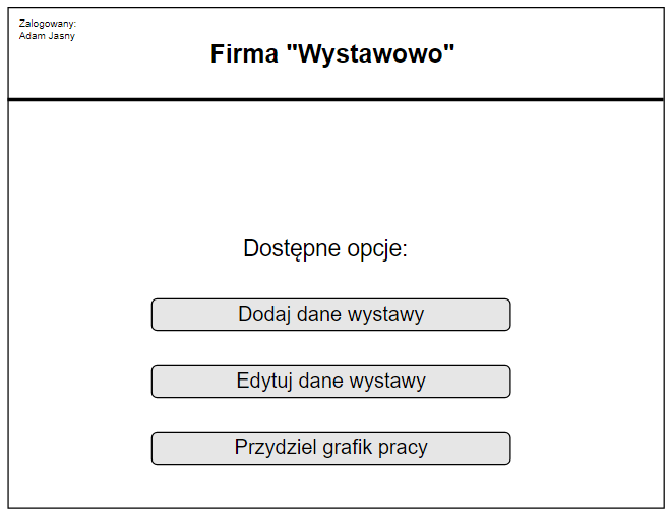 Zalogowany:
Adam Jasny
Firma "Wystawowo"
Dostępne opcje:
Dodaj dane wystawy
Edytuj dane wystawy
Przydziel grafik pracy